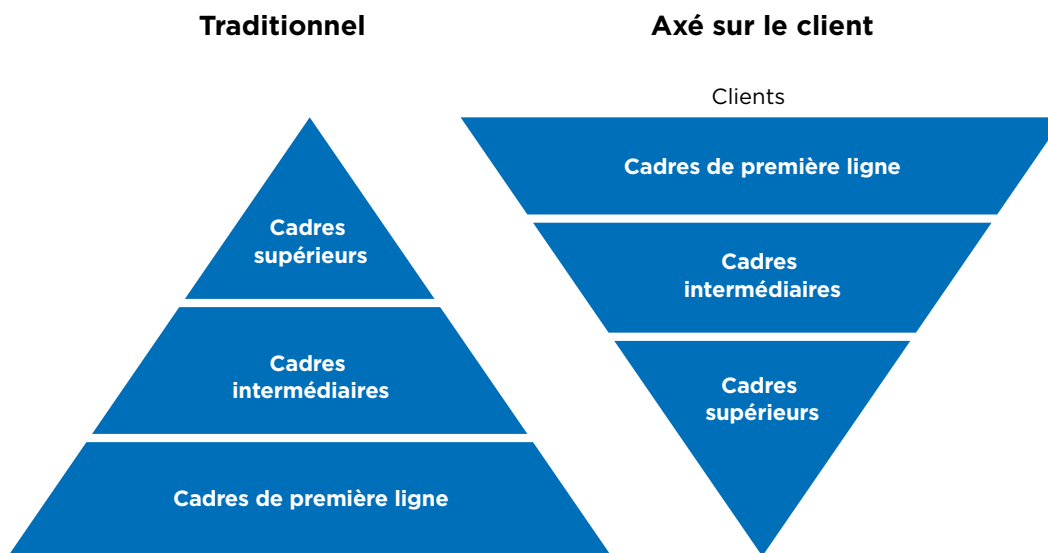 Traditionnel
Cadres
supérieurs
Cadres
intermédiaires
Cadres de première ligne
Axé sur le client
Clients
Cadres de première ligne
Cadres
intermédiaires
Cadres
supérieurs